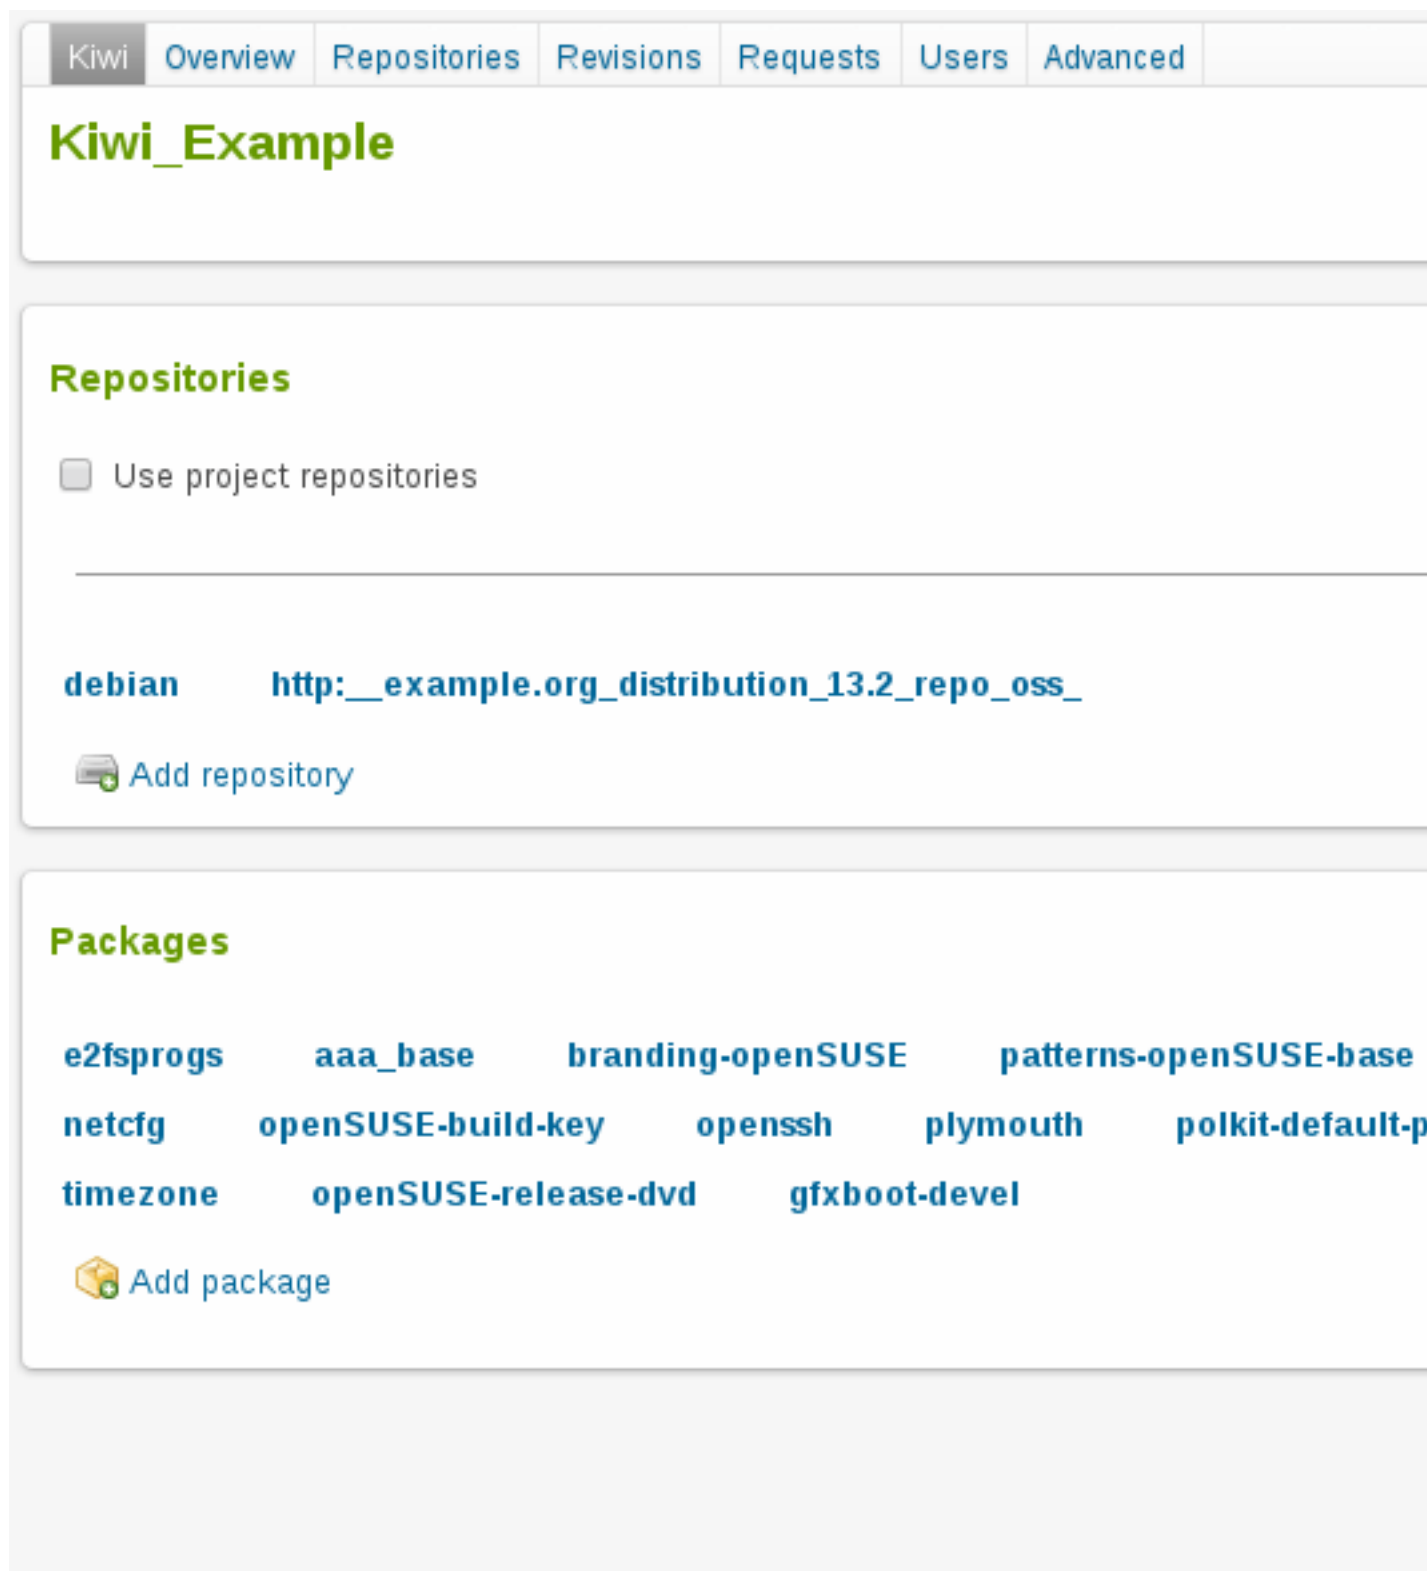 Kiwi Overview Repositories Revisions Requests Users Advanced
Kiwi_Example
Repositories
Use project repositories
debian http:__example.org_distribution_13.2_repo_oss_
Add repository
Packages
e2fsprogs aaa_base branding-openSUSE patterns-openSUSE-base
netcfg openSUSE-build-key openssh plymouth polkit-default-p
timezone openSUSE-release-dvd gfxboot-devel
Add package